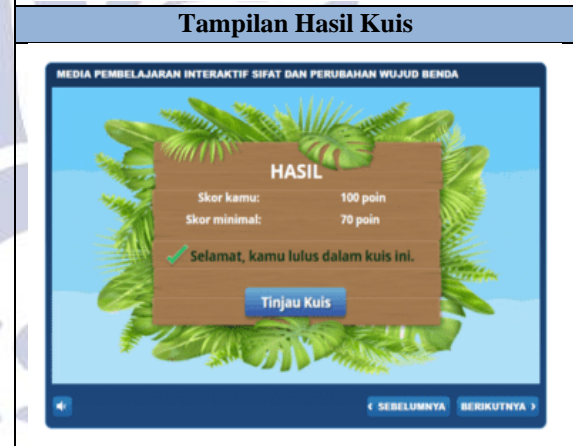 Tampilan Hasil Kuis
MEDIA PEMBELAJARAN INTERAKTIF SIFAT DAN PERUBAHAN WUJUD BENDA
HASIL
Skor kamu: 100 poin
Skor minimal: 70 poin
Selamat, kamu lulus dalam kuis ini.
Tinjau Kuis
‹ SEBELUMNYA BERIKUTNYA ›